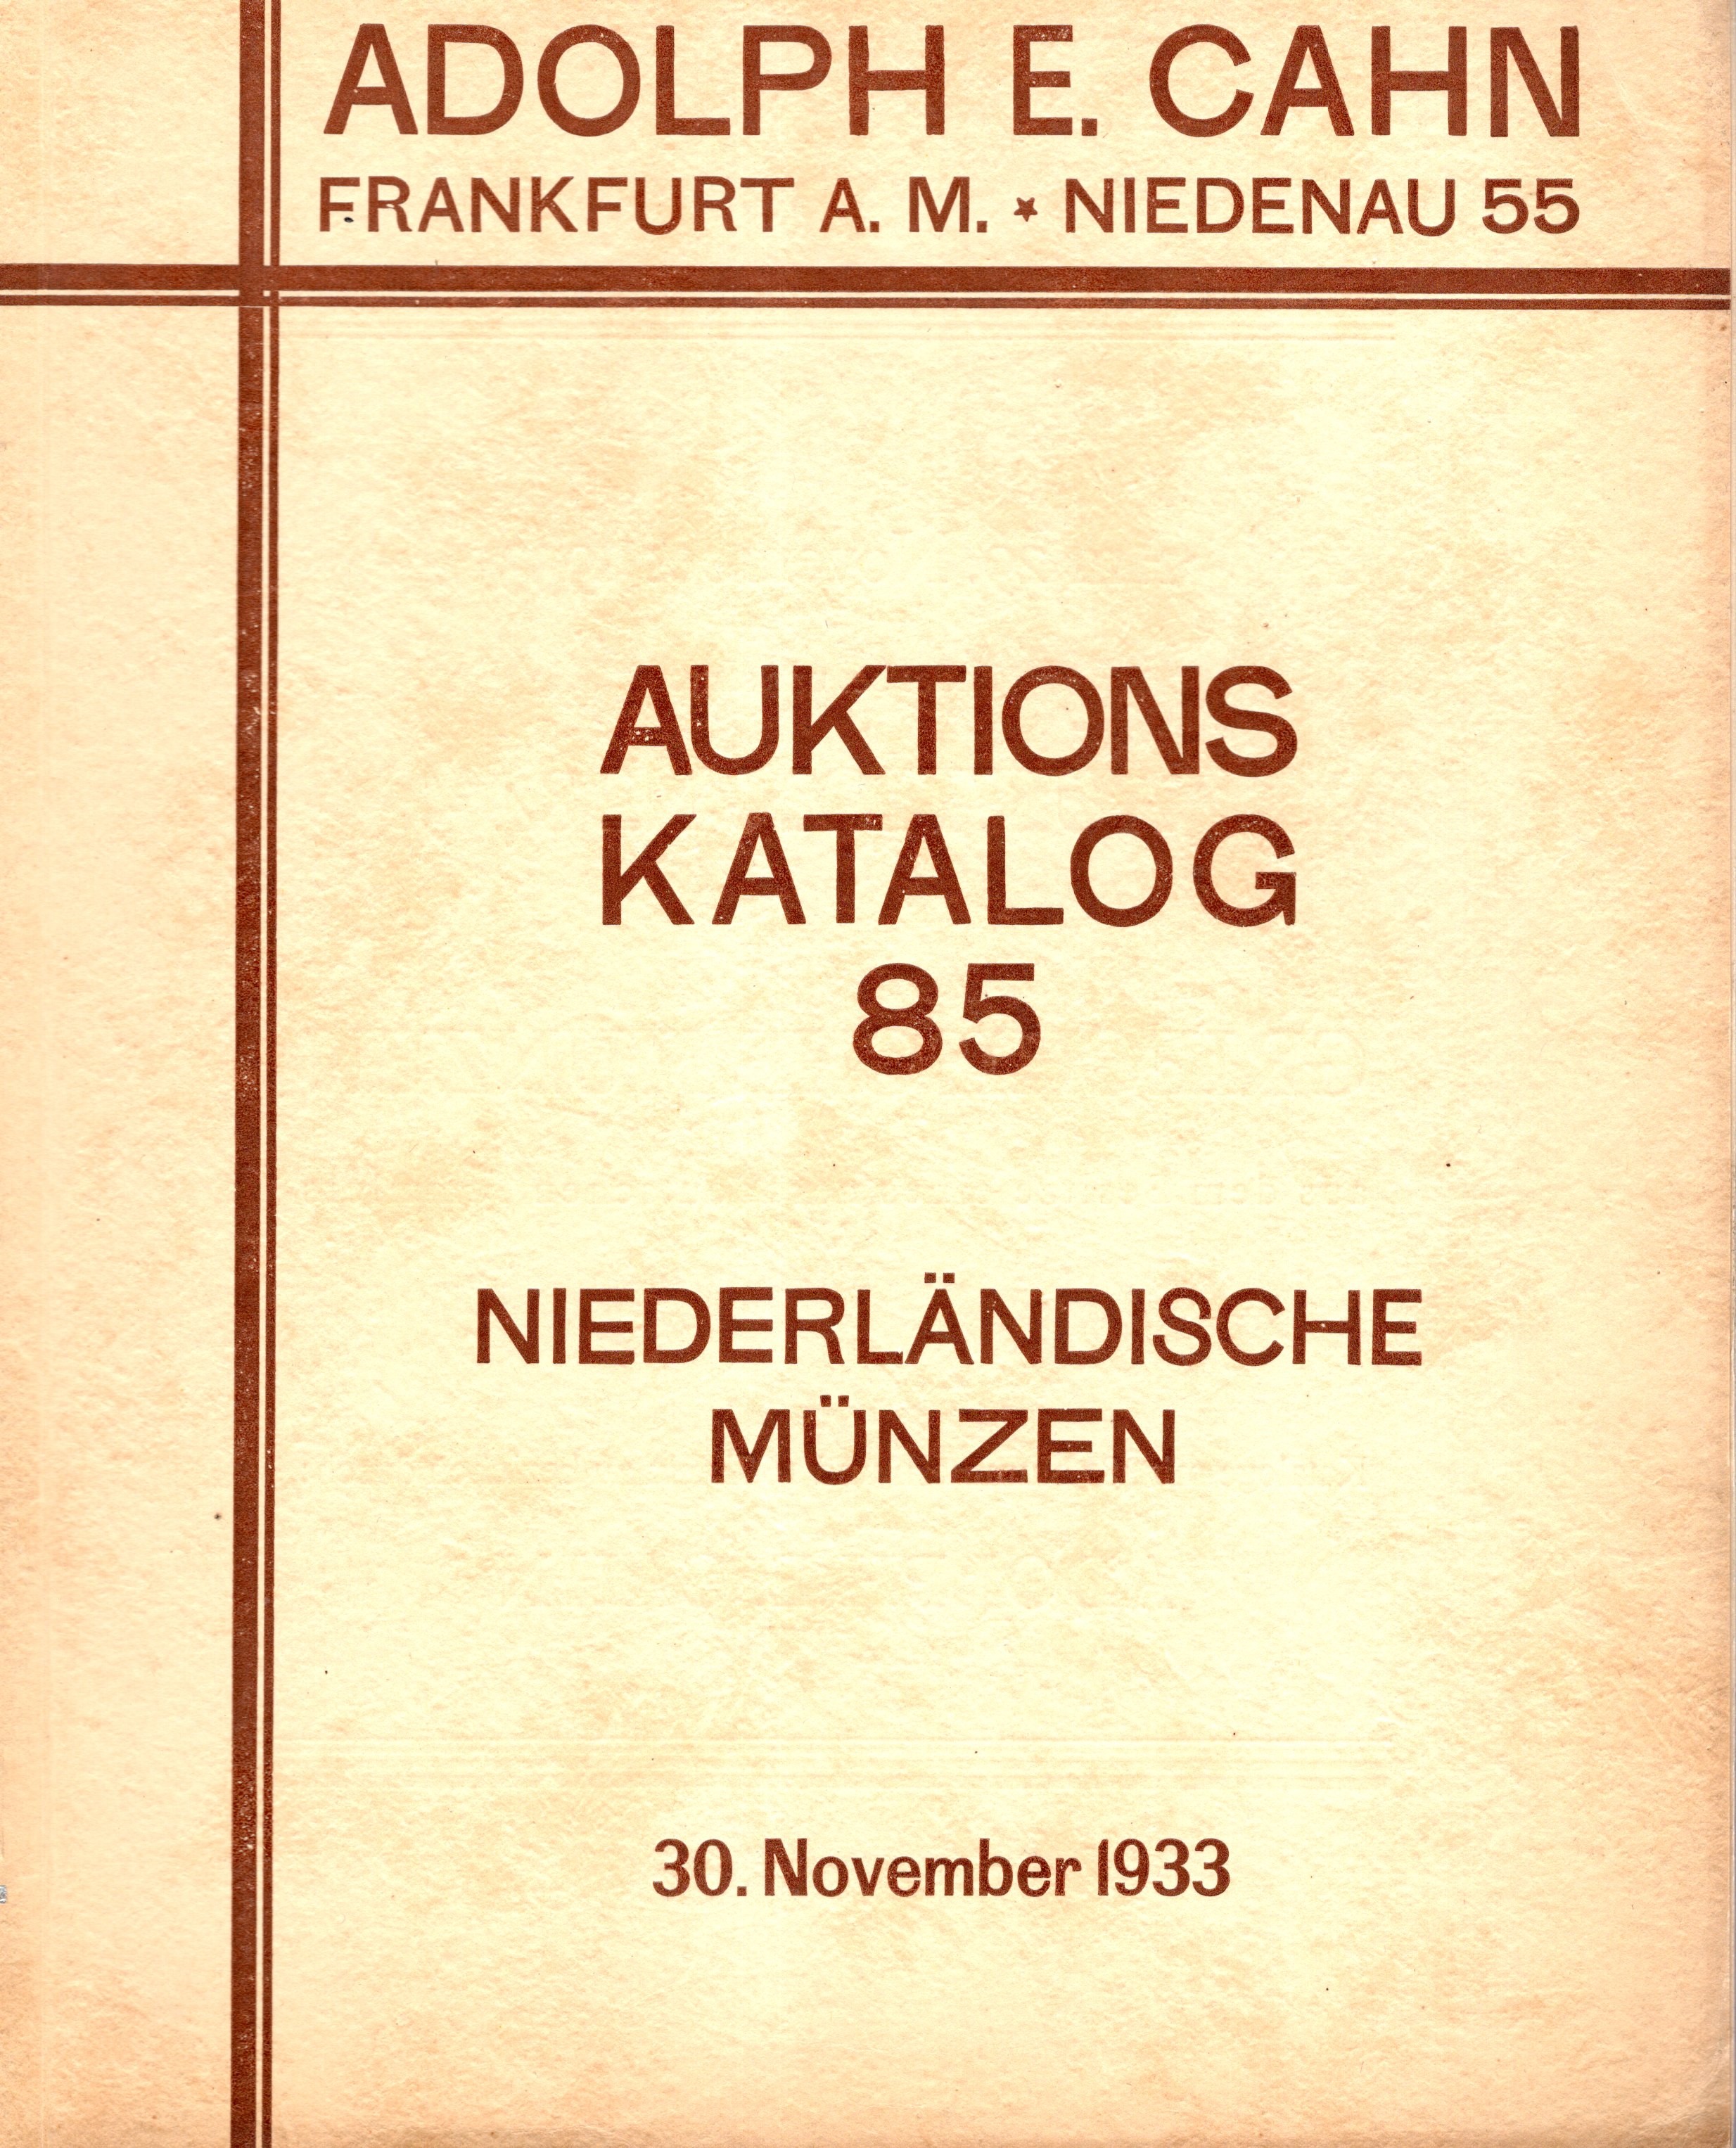 ADOLPH E. CAHN
FRANKFURT A. M. ★ NIEDENAU 55
AUKTIONS
KATALOG
85
NIEDERLÄNDISCHE
MÜNZEN
30. November 1933